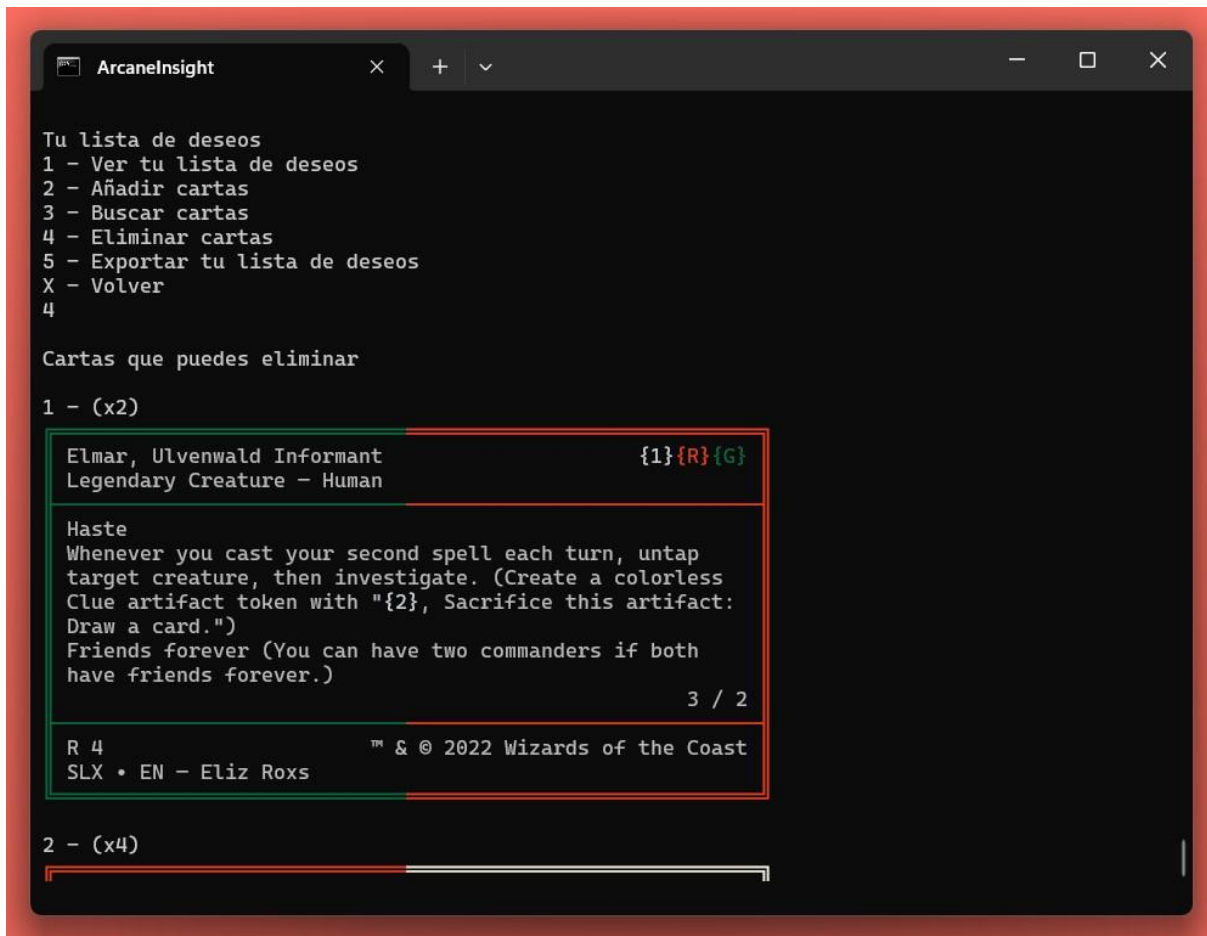 ArcaneInsight
Tu lista de deseos
1 – Ver tu lista de deseos
2 – Añadir cartas
3 – Buscar cartas
4 – Eliminar cartas
5 – Exportar tu lista de deseos
X – Volver
4
Cartas que puedes eliminar
1 – (x2)
Elmar, Ulvenwald Informant {1}{R}{G}
Legendary Creature — Human
Haste
Whenever you cast your second spell each turn, untap
target creature, then investigate. (Create a colorless
Clue artifact token with "{2}, Sacrifice this artifact:
Draw a card.")
Friends forever (You can have two commanders if both
have friends forever.)
3 / 2
R 4 ™ & © 2022 Wizards of the Coast
SLX • EN — Eliz Roxs
2 – (x4)